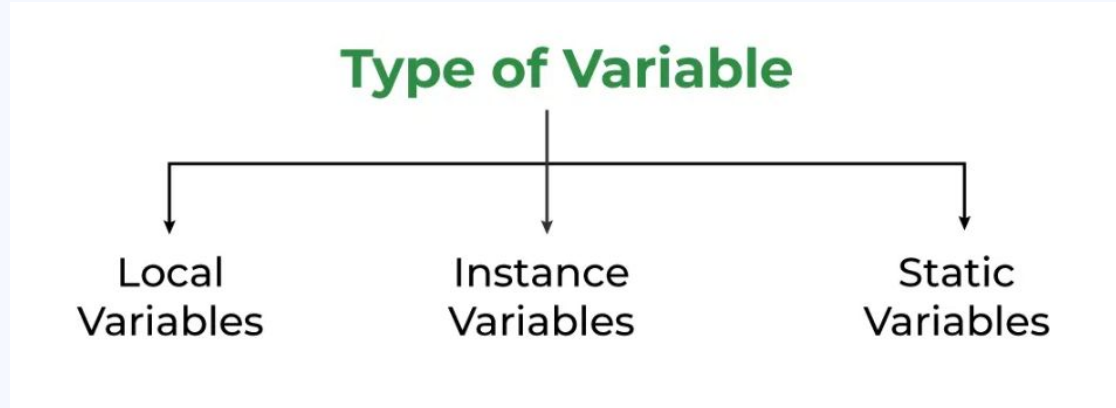 Type of Variable
Local
Variables
Instance
Variables
Static
Variables